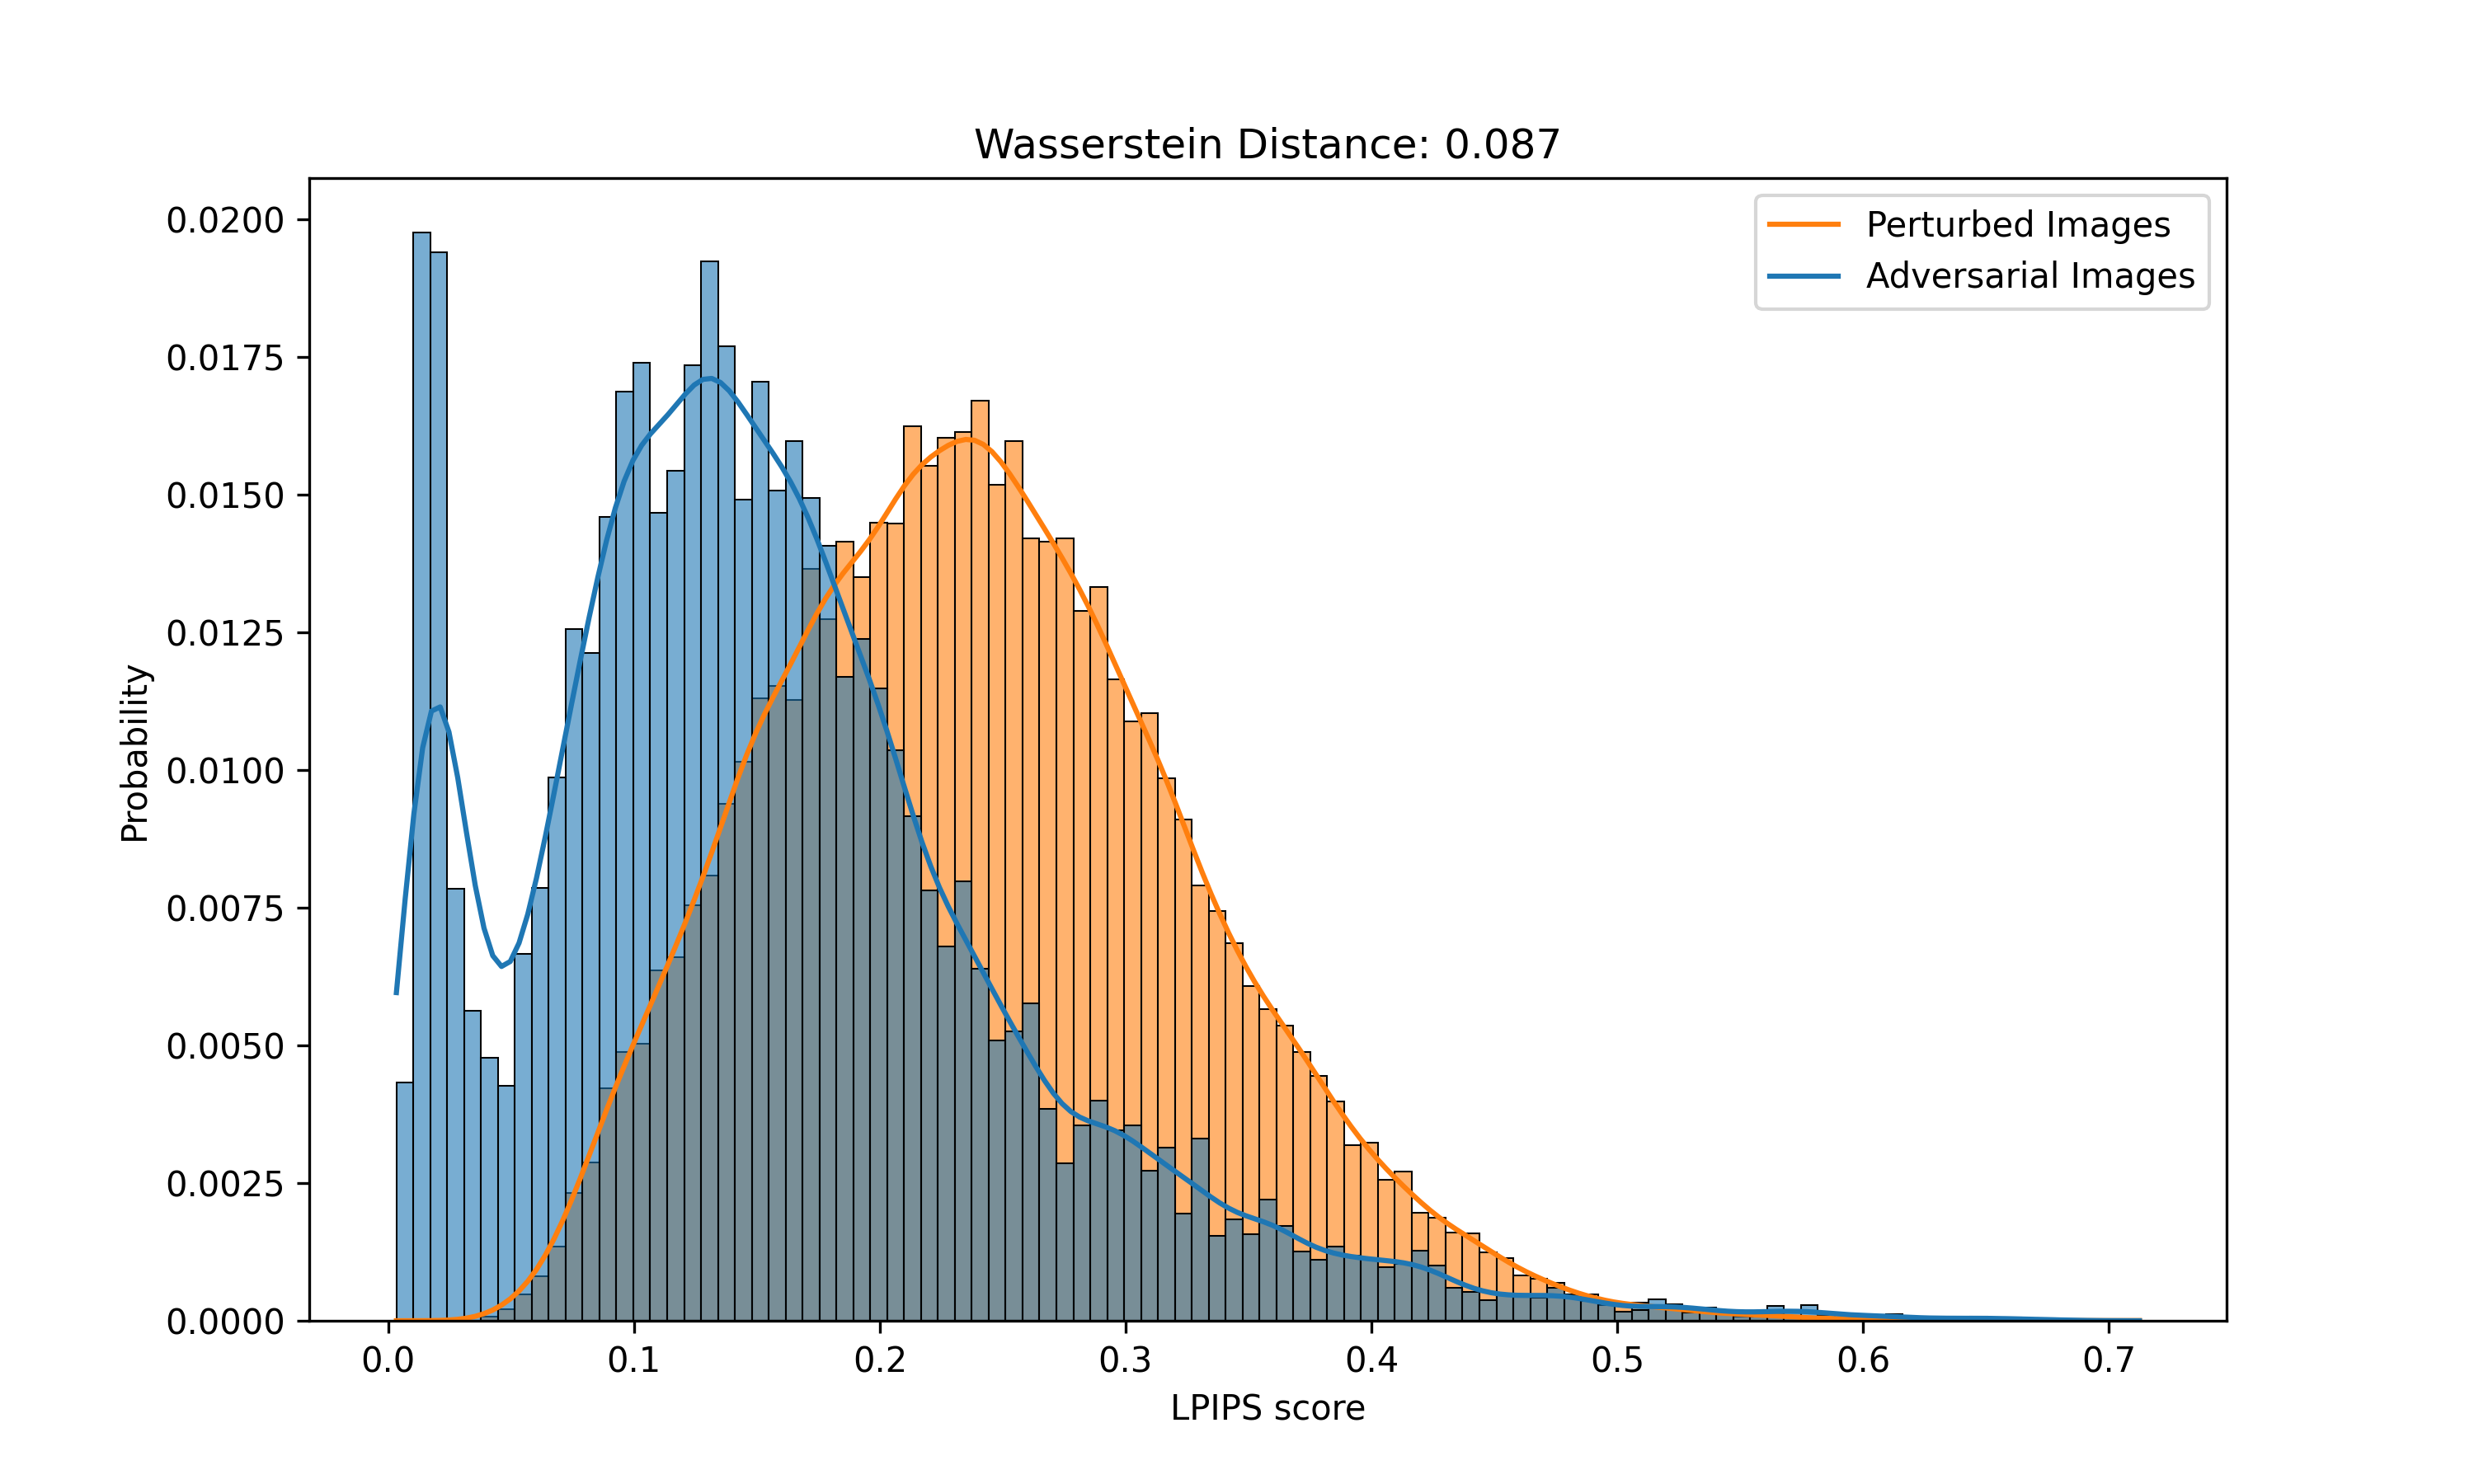 Wasserstein Distance: 0.087
Perturbed Images
Adversarial Images
0.0200
0.0175
0.0150
0.0125
0.0100
0.0075
0.0050
0.0025
0.0000
Probability
0.0 0.1 0.2 0.3 0.4 0.5 0.6 0.7
LPIPS score